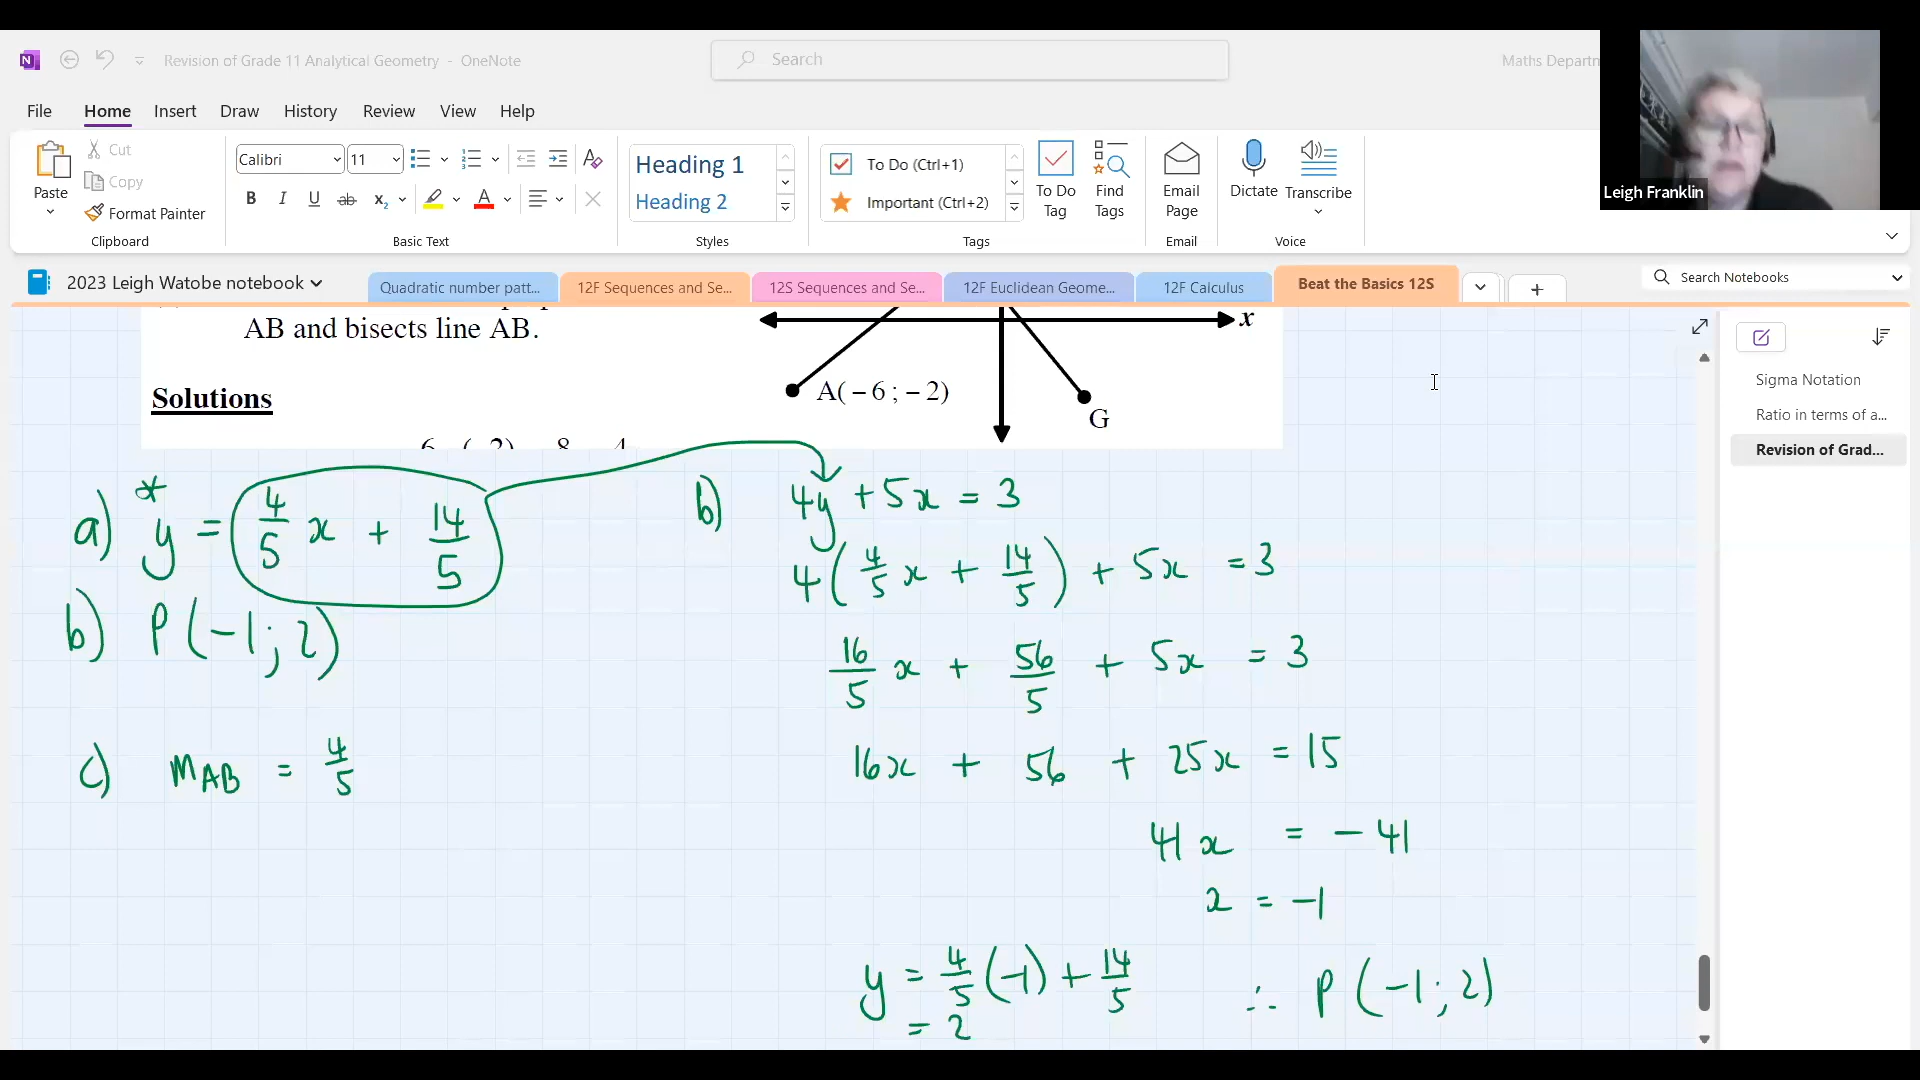 Revision of Grade 11 Analytical Geometry - OneNote
Search
Maths Departn
Leigh Franklin
File Home Insert Draw History Review View Help
Paste
Cut
Copy
Format Painter
Clipboard
Calibri 11
B I U ab x₂ A
Basic Text
Heading 1
Heading 2
Styles
To Do (Ctrl+1)
Important (Ctrl+2)
To Do Tag
Find Tags
Tags
Email Page
Email
Dictate
Transcribe
Voice
2023 Leigh Watobe notebook
Quadratic number patt...
12F Sequences and Se...
12S Sequences and Se...
12F Euclidean Geome...
12F Calculus
Beat the Basics 12S
+
Search Notebooks
Sigma Notation
Ratio in terms of a...
Revision of Grad...
AB and bisects line AB.
x
A(– 6 ; – 2)
G
Solutions
a) * y = 4/5 x + 14/5
b) P(-1; 2)
c) mAB = 4/5
b) 4y + 5x = 3
4(4/5 x + 14/5) + 5x = 3
16/5 x + 56/5 + 5x = 3
16x + 56 + 25x = 15
41x = -41
x = -1
y = 4/5 (-1) + 14/5
= 2
∴ P(-1; 2)